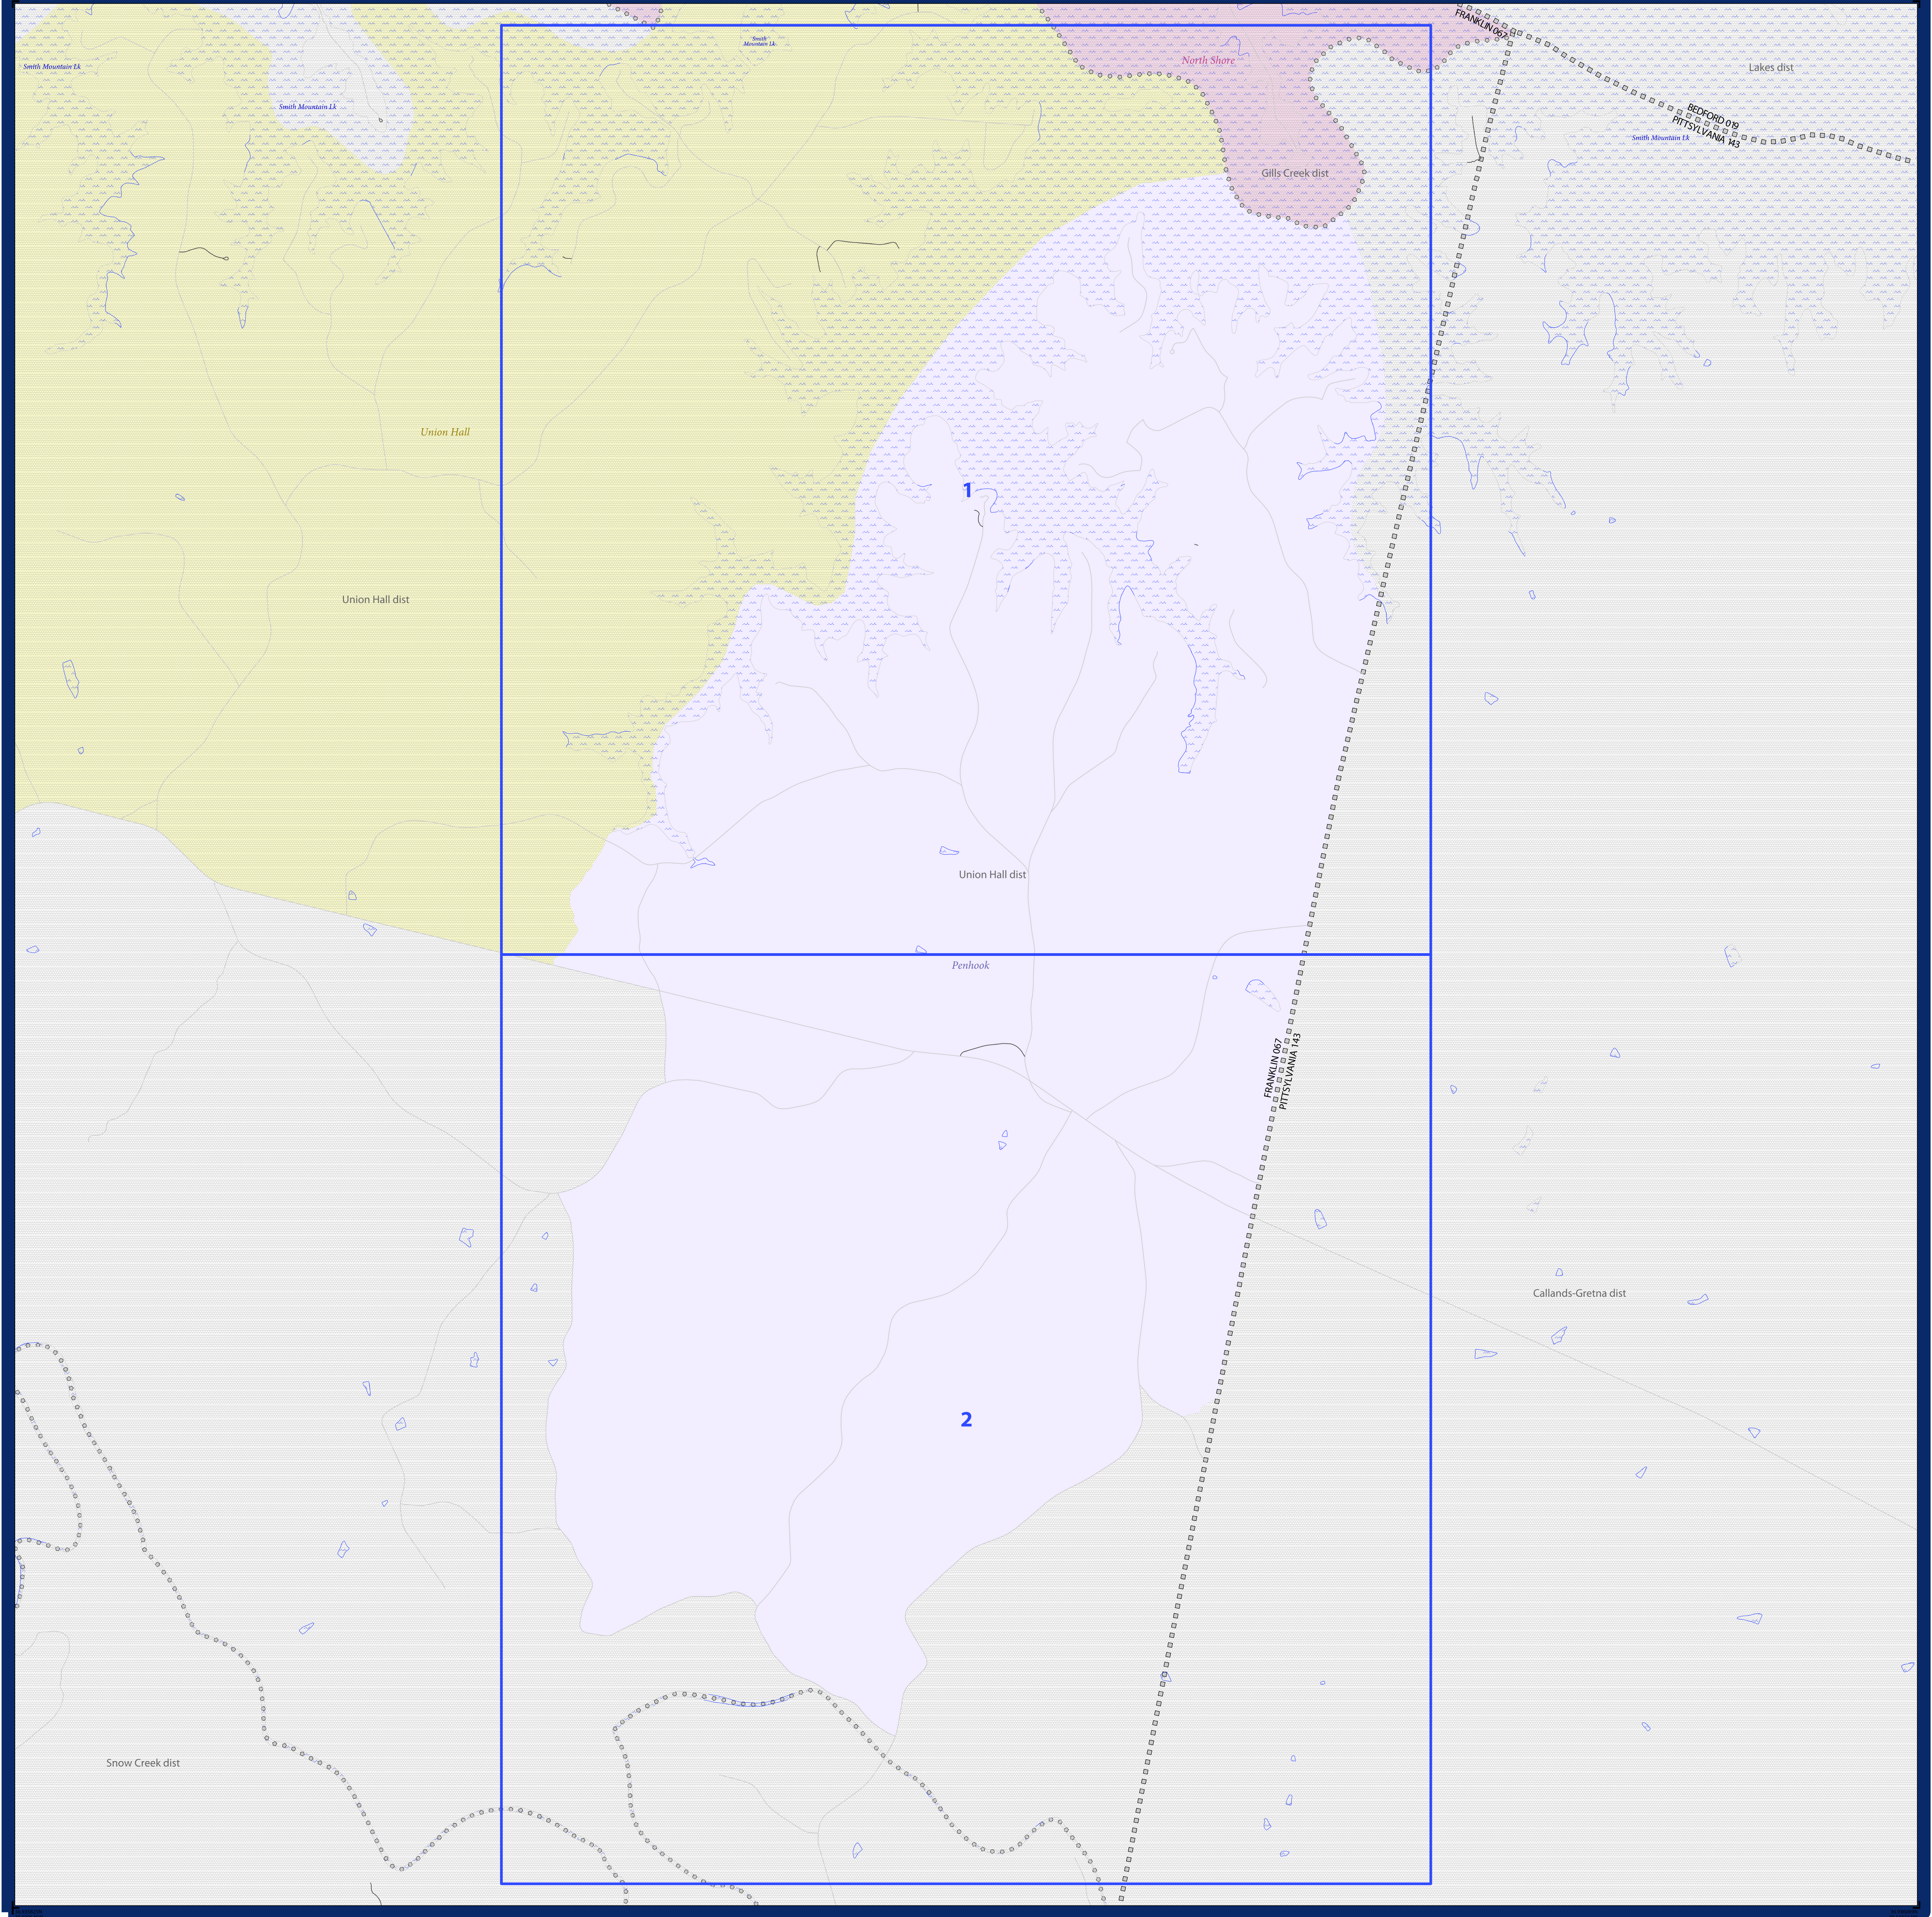 FRANKLIN 067
Smith
Mountain Lk
North Shore
Smith Mountain Lk
Lakes dist
Smith Mountain Lk
BEDFORD 019
PITTSYLVANIA 143
Smith Mountain Lk
Gills Creek dist
Union Hall
1
Union Hall dist
Union Hall dist
Penhook
FRANKLIN 067
PITTSYLVANIA 143
Callands-Gretna dist
2
Snow Creek dist